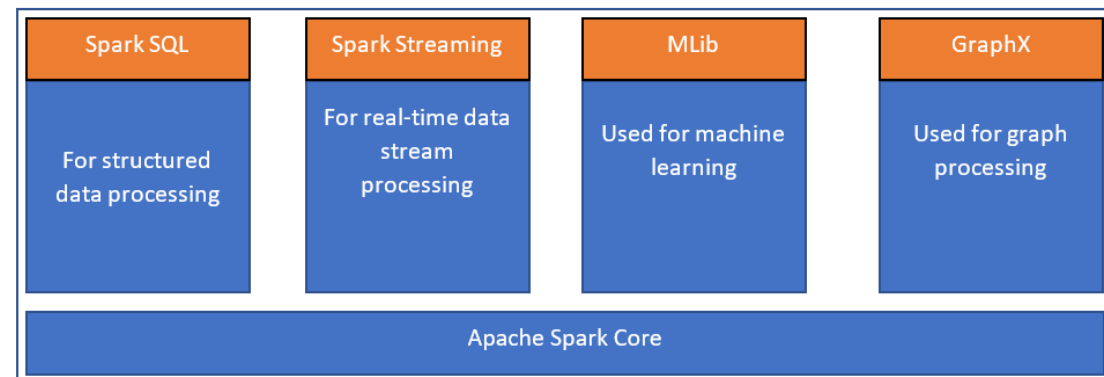 Spark SQL
For structured
data processing
Spark Streaming
For real-time data
stream
processing
MLib
Used for machine
learning
GraphX
Used for graph
processing
Apache Spark Core